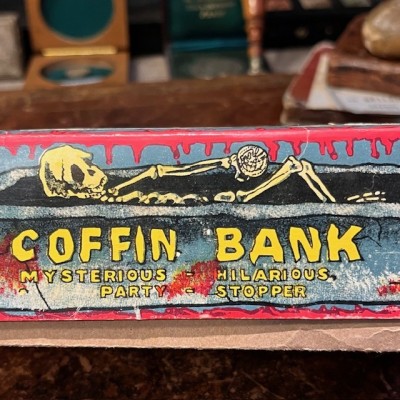 COFFIN BANK
MYSTERIOUS - HILARIOUS
PARTY - STOPPER